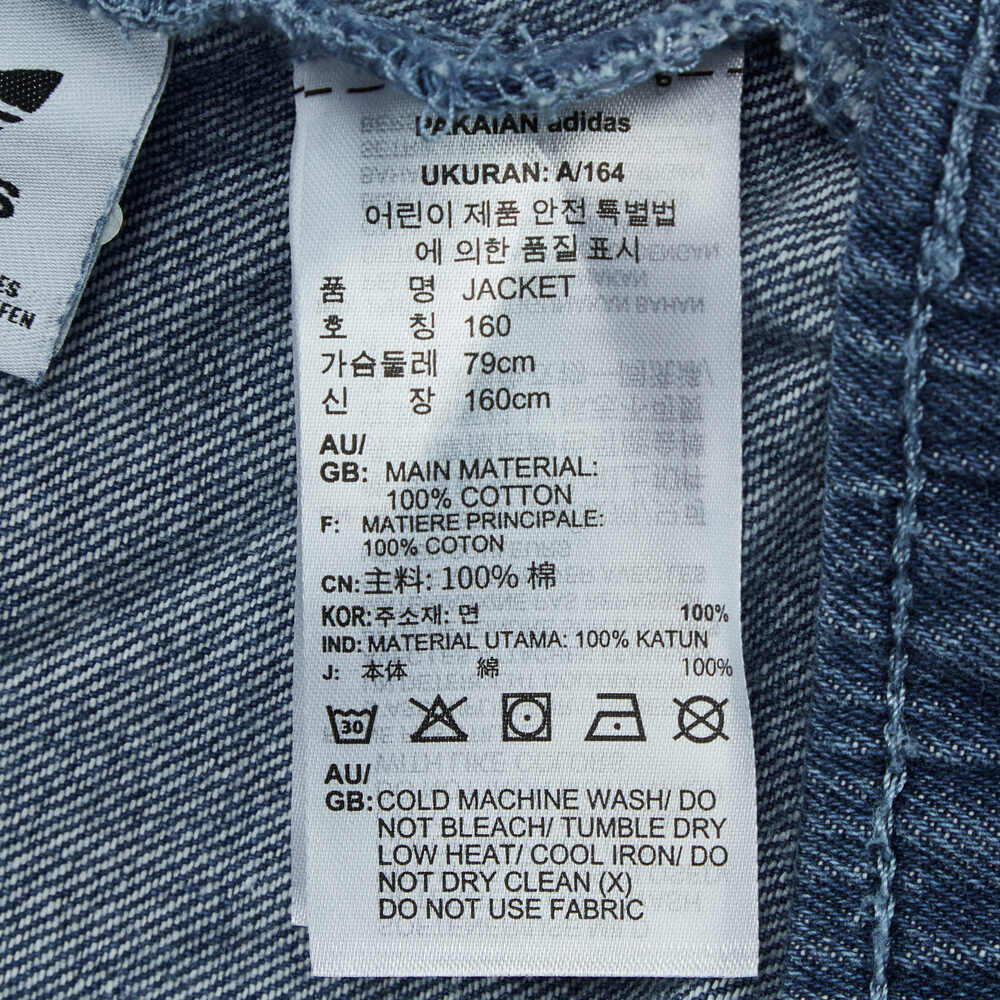 S
ES
FEN
PAKAIAN adidas
UKURAN: A/164
어린이 제품 안전 특별법
에 의한 품질 표시
품 명 JACKET
호 칭 160
가슴둘레 79cm
신 장 160cm
AU/
GB: MAIN MATERIAL:
100% COTTON
F: MATIERE PRINCIPALE:
100% COTON
CN: 主料: 100% 棉
KOR: 주소재: 면 100%
IND: MATERIAL UTAMA: 100% KATUN
J: 本体 綿 100%
30
AU/
GB: COLD MACHINE WASH/ DO
NOT BLEACH/ TUMBLE DRY
LOW HEAT/ COOL IRON/ DO
NOT DRY CLEAN (X)
DO NOT USE FABRIC